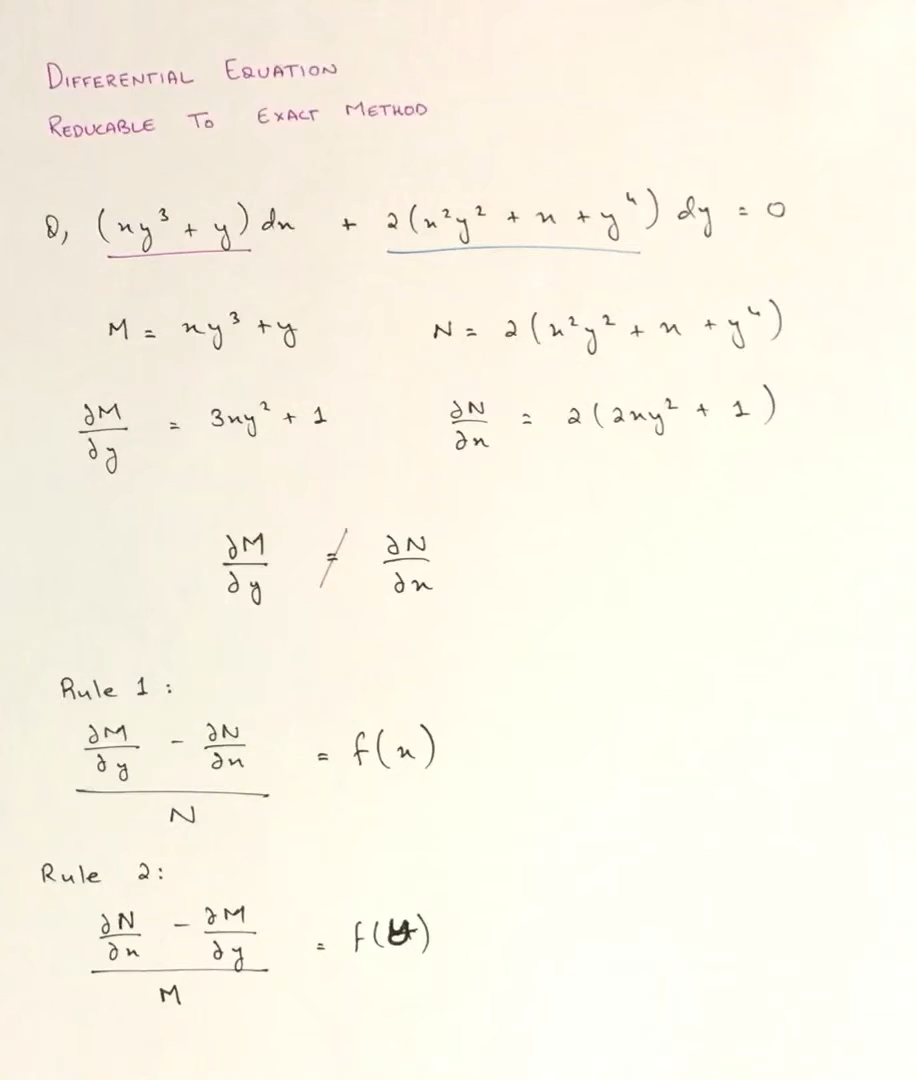 DIFFERENTIAL EQUATION
REDUCABLE TO EXACT METHOD
Q, (xy³ + y) dx + 2(x²y² + x + y⁴) dy = 0
M = xy³ + y N = 2(x²y² + x + y⁴)
∂M/∂y = 3xy² + 1 ∂N/∂x = 2(2xy² + 1)
∂M/∂y ≠ ∂N/∂x
Rule 1:
(∂M/∂y - ∂N/∂x)/N = f(x)
Rule 2:
(∂N/∂x - ∂M/∂y)/M = f(y)